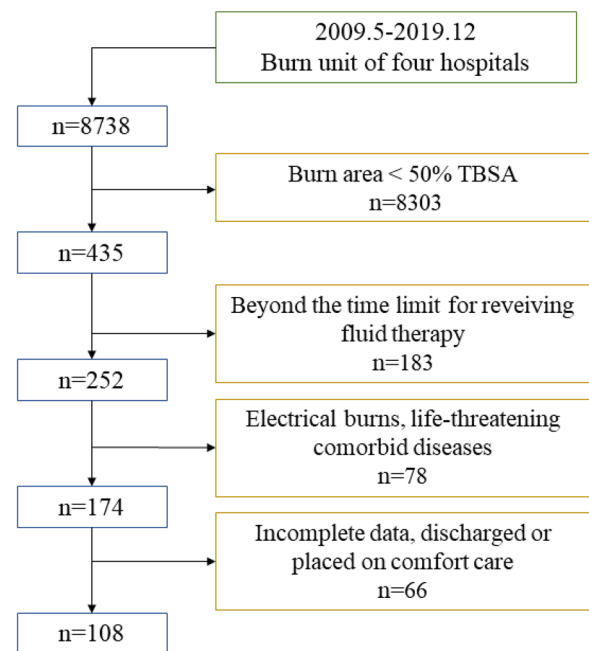 2009.5-2019.12
Burn unit of four hospitals
n=8738
Burn area < 50% TBSA
n=8303
n=435
Beyond the time limit for reveiving
fluid therapy
n=183
n=252
Electrical burns, life-threatening
comorbid diseases
n=78
n=174
Incomplete data, discharged or
placed on comfort care
n=66
n=108